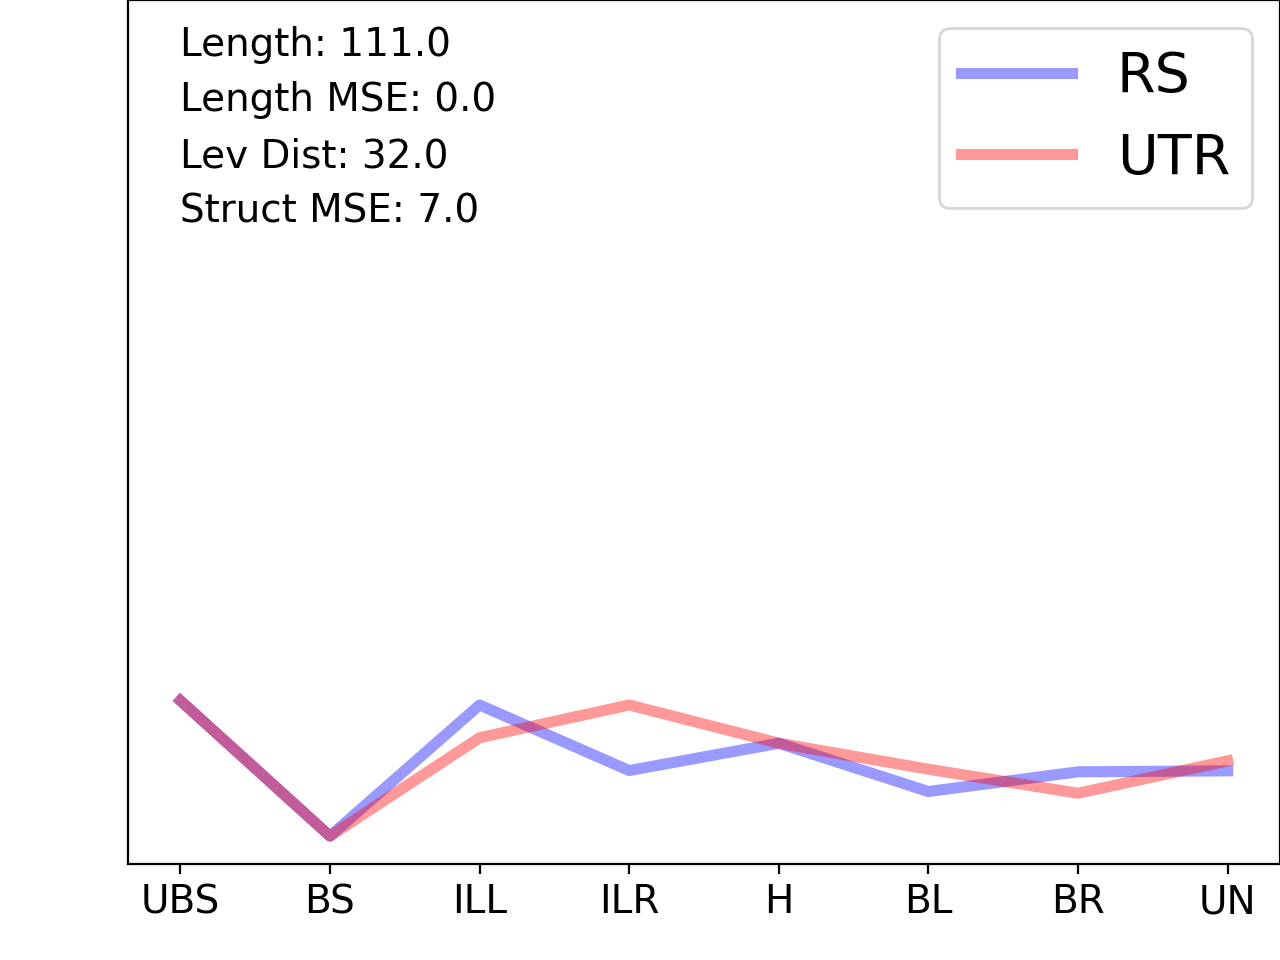 Length: 111.0
Length MSE: 0.0
Lev Dist: 32.0
Struct MSE: 7.0
RS
UTR
UBS BS ILL ILR H BL BR UN